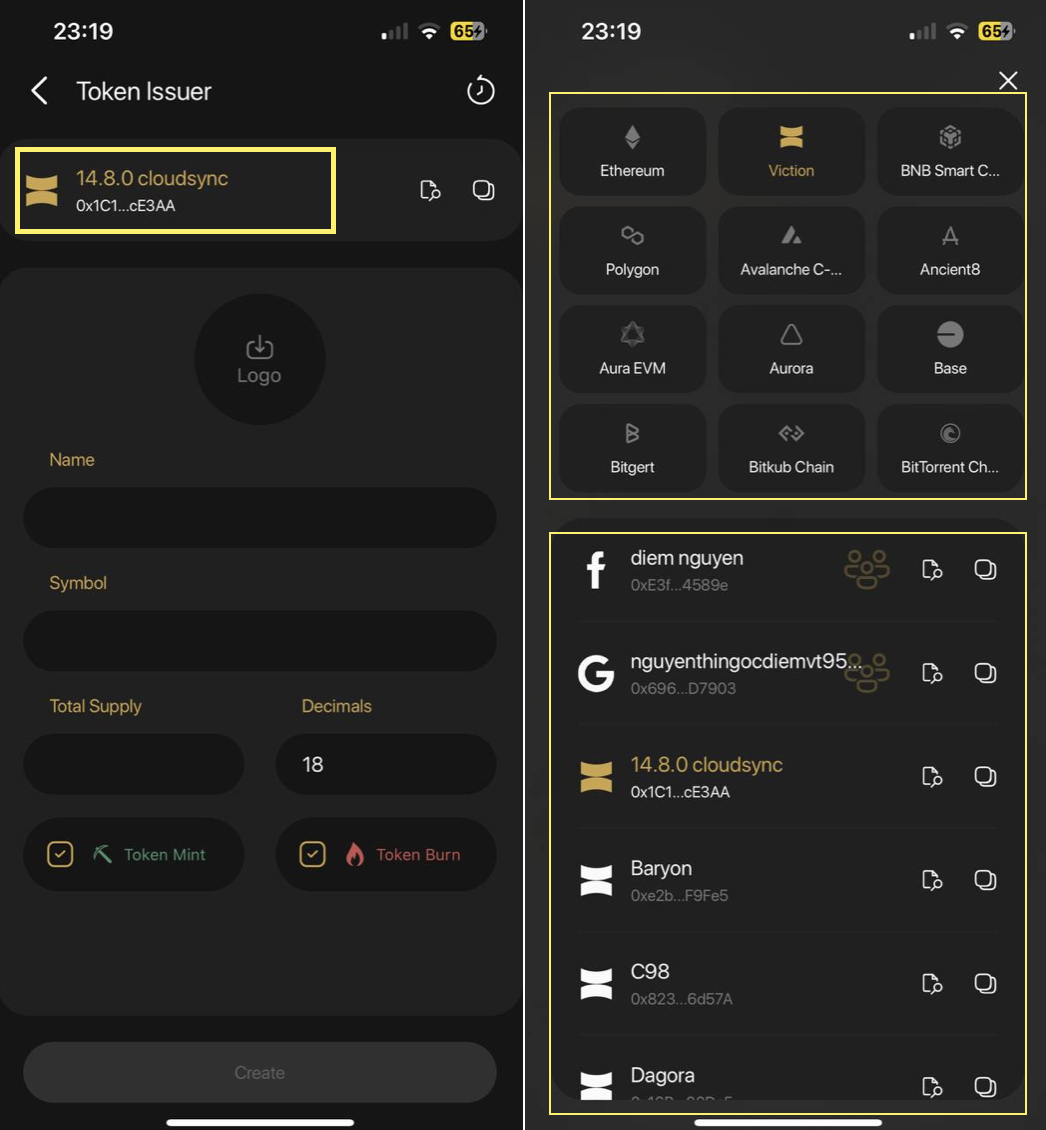 23:19
65
Token Issuer
14.8.0 cloudsync
0x1C1...cE3AA
Logo
Name
Symbol
Total Supply
Decimals
18
Token Mint
Token Burn
Create
23:19
65
Ethereum
Viction
BNB Smart C...
Polygon
Avalanche C-...
Ancient8
Aura EVM
Aurora
Base
Bitgert
Bitkub Chain
BitTorrent Ch...
diem nguyen
0xE3f...4589e
nguyenthingocdiemvt95...
0x696...D7903
14.8.0 cloudsync
0x1C1...cE3AA
Baryon
0xe2b...F9Fe5
C98
0x823...6d57A
Dagora